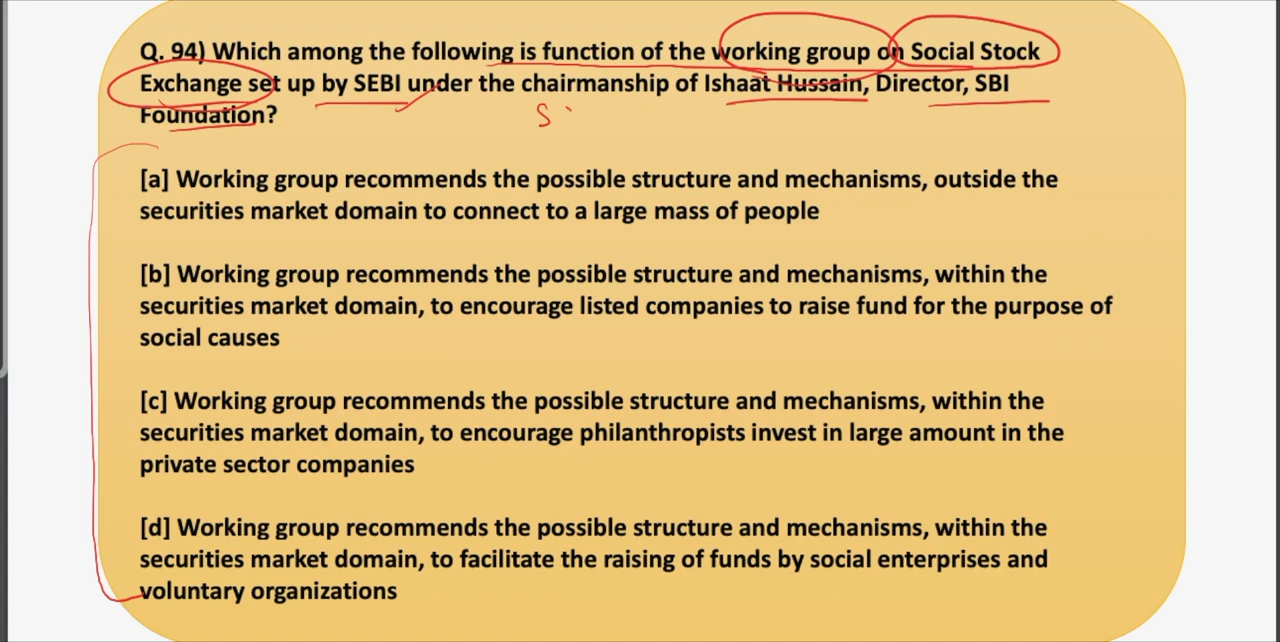 Q. 94) Which among the following is function of the working group on Social Stock
Exchange set up by SEBI under the chairmanship of Ishaat Hussain, Director, SBI
Foundation?
S
[a] Working group recommends the possible structure and mechanisms, outside the
securities market domain to connect to a large mass of people
[b] Working group recommends the possible structure and mechanisms, within the
securities market domain, to encourage listed companies to raise fund for the purpose of
social causes
[c] Working group recommends the possible structure and mechanisms, within the
securities market domain, to encourage philanthropists invest in large amount in the
private sector companies
[d] Working group recommends the possible structure and mechanisms, within the
securities market domain, to facilitate the raising of funds by social enterprises and
voluntary organizations